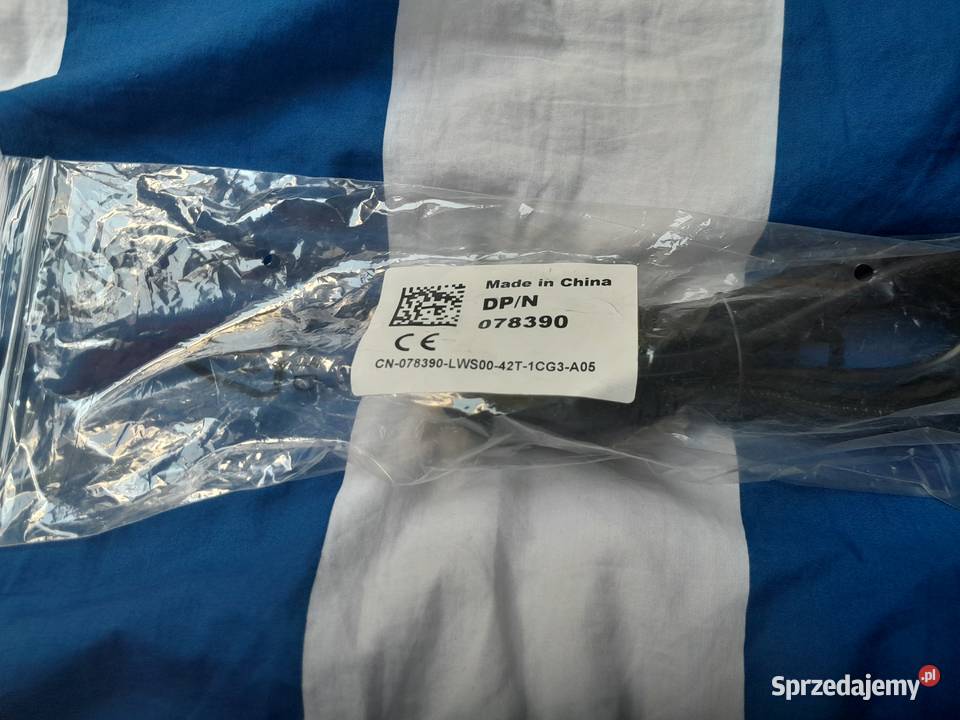 Made in China
DP/N
078390
CE
CN-078390-LWS00-42T-1CG3-A05
Sprzedajemy.pl